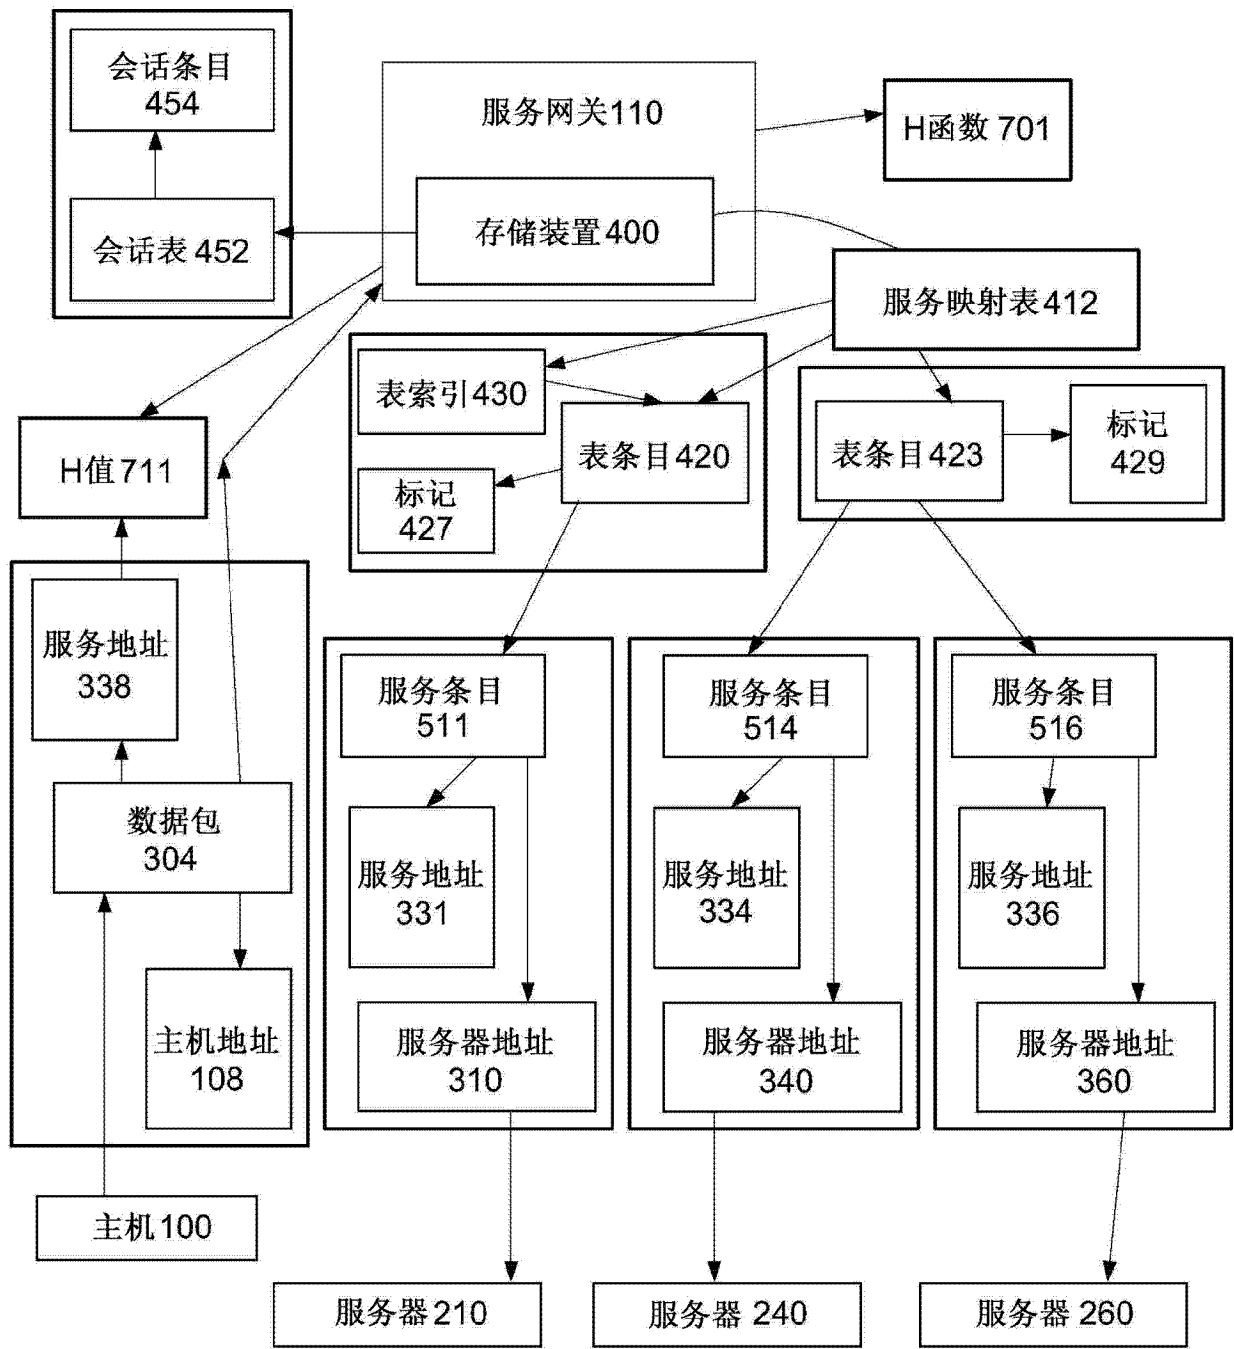 会话条目
454
服务网关110
H函数 701
会话表452
存储装置400
服务映射表412
表索引430
标记
429
表条目420
表条目423
H值711
标记
427
服务地址
338
服务条目
511
服务条目
514
服务条目
516
数据包
304
服务地址
331
服务地址
334
服务地址
336
主机地址
108
服务器地址
310
服务器地址
340
服务器地址
360
主机100
服务器210
服务器 240
服务器 260